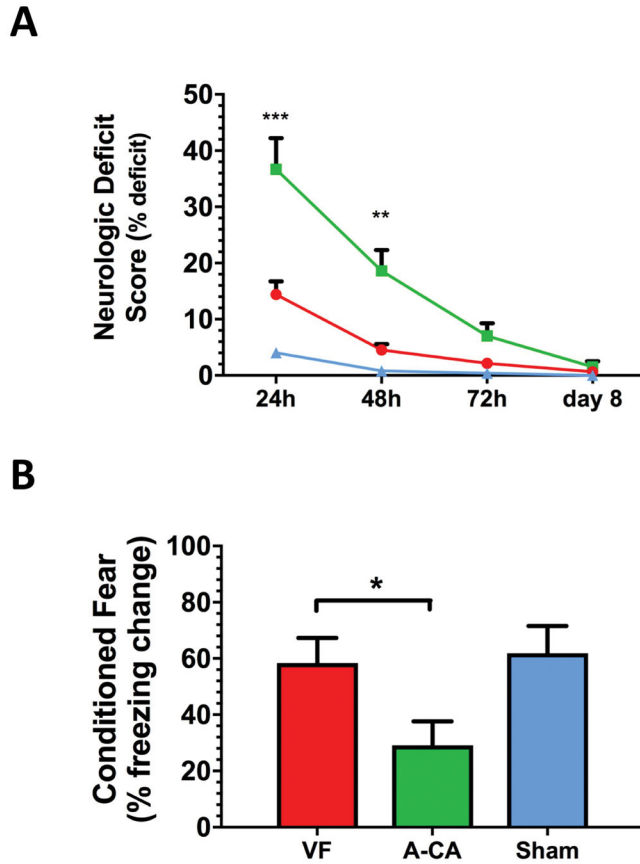 A
Neurologic Deficit
Score (% deficit)
50
40
30
20
10
0
***
**
24h 48h 72h day 8
B
Conditioned Fear
(% freezing change)
100
80
60
40
20
0
*
VF A-CA Sham